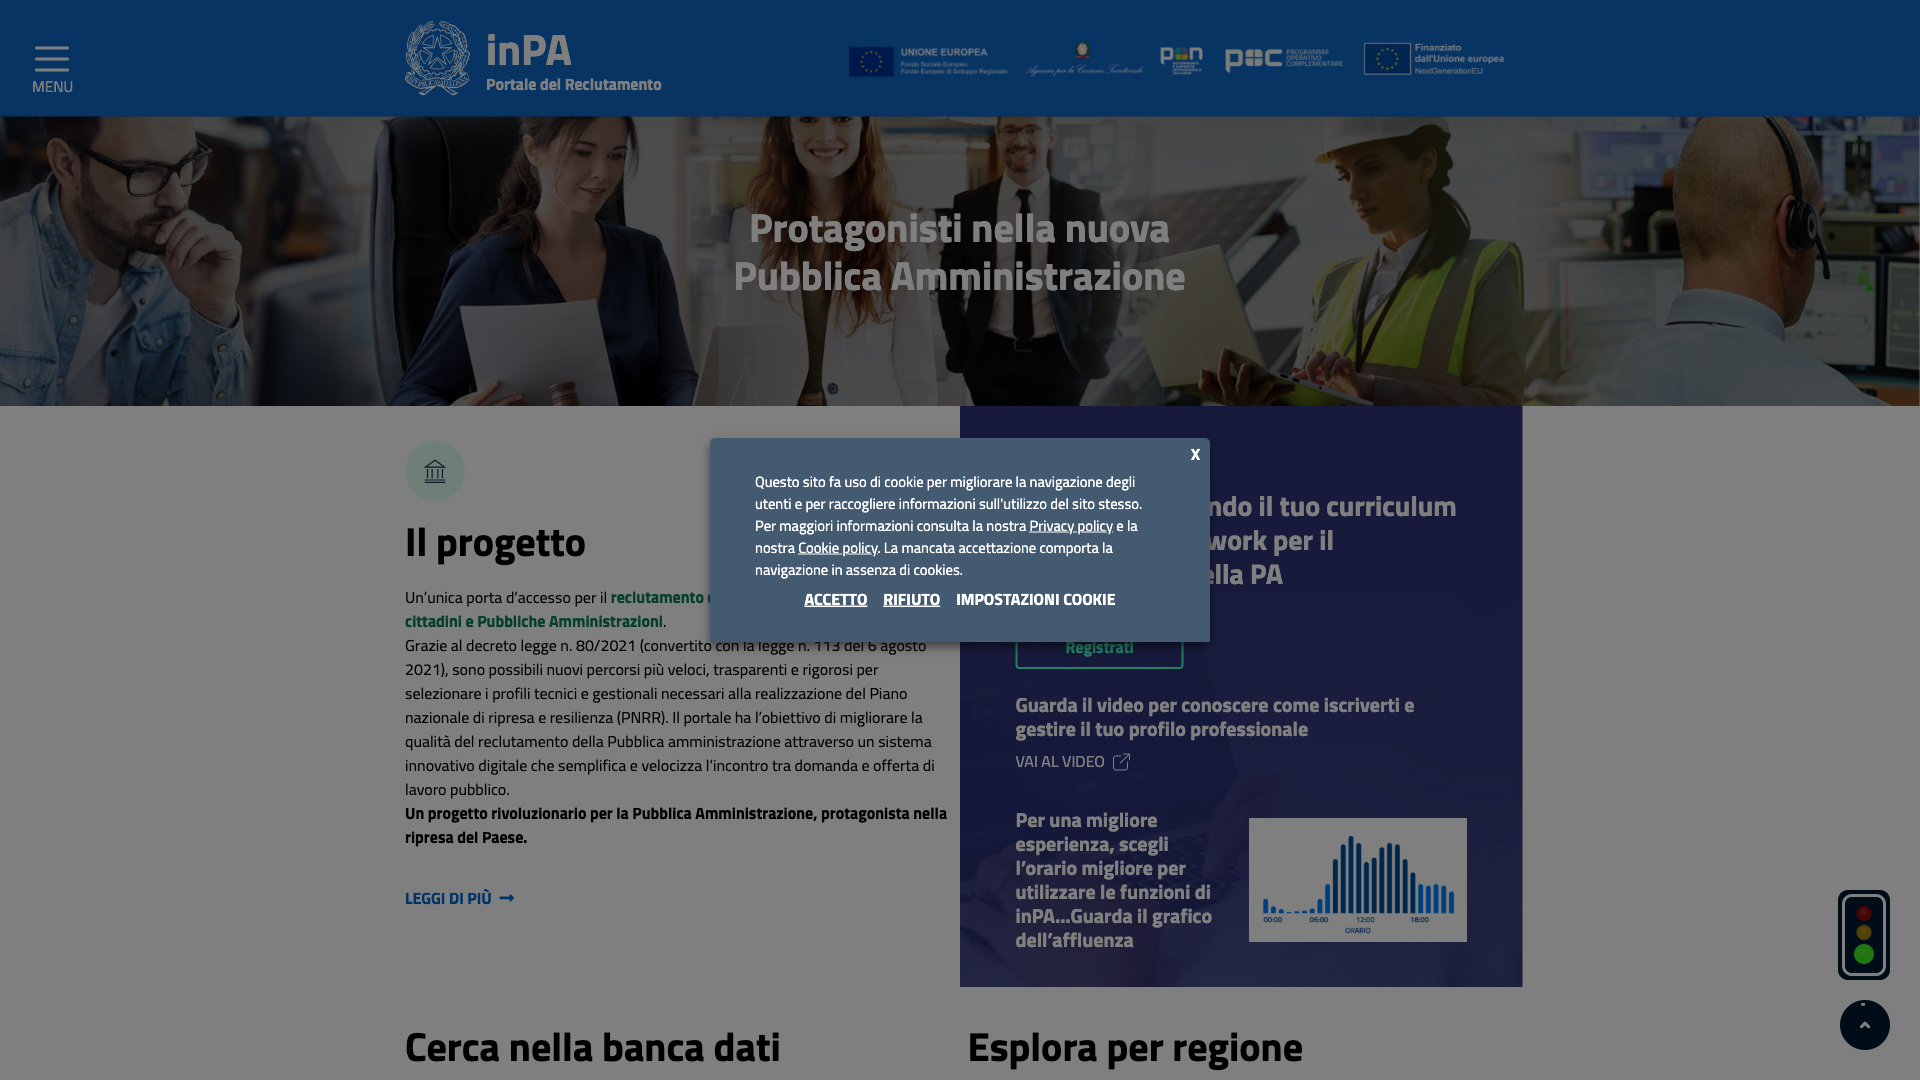 MENU
inPA
Portale del Reclutamento
UNIONE EUROPEA
Fondo Sociale Europeo
Fondo Europeo di Sviluppo Regionale
Agenzia per la Coesione Territoriale
PON
POC
PROGRAMMA
OPERATIVO
COMPLEMENTARE
Finanziato
dall'Unione europea
NextGenerationEU
Protagonisti nella nuova
Pubblica Amministrazione
X
Questo sito fa uso di cookie per migliorare la navigazione degli
utenti e per raccogliere informazioni sull'utilizzo del sito stesso.
Per maggiori informazioni consulta la nostra Privacy policy e la
nostra Cookie policy. La mancata accettazione comporta la
navigazione in assenza di cookies.
ACCETTO RIFIUTO IMPOSTAZIONI COOKIE
Il progetto
Un’unica porta d’accesso per il reclutamento
cittadini e Pubbliche Amministrazioni.
Grazie al decreto legge n. 80/2021 (convertito con la legge n. 113 del 6 agosto
2021), sono possibili nuovi percorsi più veloci, trasparenti e rigorosi per
selezionare i profili tecnici e gestionali necessari alla realizzazione del Piano
nazionale di ripresa e resilienza (PNRR). Il portale ha l’obiettivo di migliorare la
qualità del reclutamento della Pubblica amministrazione attraverso un sistema
innovativo digitale che semplifica e velocizza l’incontro tra domanda e offerta di
lavoro pubblico.
Un progetto rivoluzionario per la Pubblica Amministrazione, protagonista nella
ripresa del Paese.
LEGGI DI PIÙ
ndo il tuo curriculum
work per il
ella PA
Registrati
Guarda il video per conoscere come iscriverti e
gestire il tuo profilo professionale
VAI AL VIDEO
Per una migliore
esperienza, scegli
l’orario migliore per
utilizzare le funzioni di
inPA...Guarda il grafico
dell’affluenza
00:00 06:00 12:00 18:00
ORARIO
Cerca nella banca dati
Esplora per regione